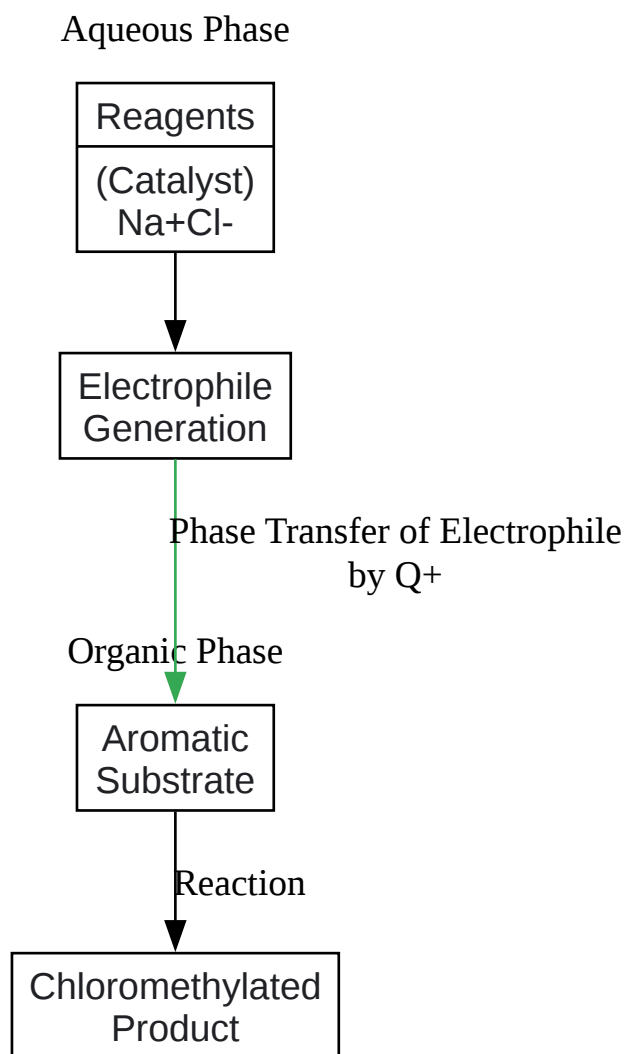 Aqueous Phase
Reagents
(Catalyst)
Na+Cl-
Electrophile
Generation
Phase Transfer of Electrophile
by Q+
Organic Phase
Aromatic
Substrate
Reaction
Chloromethylated
Product